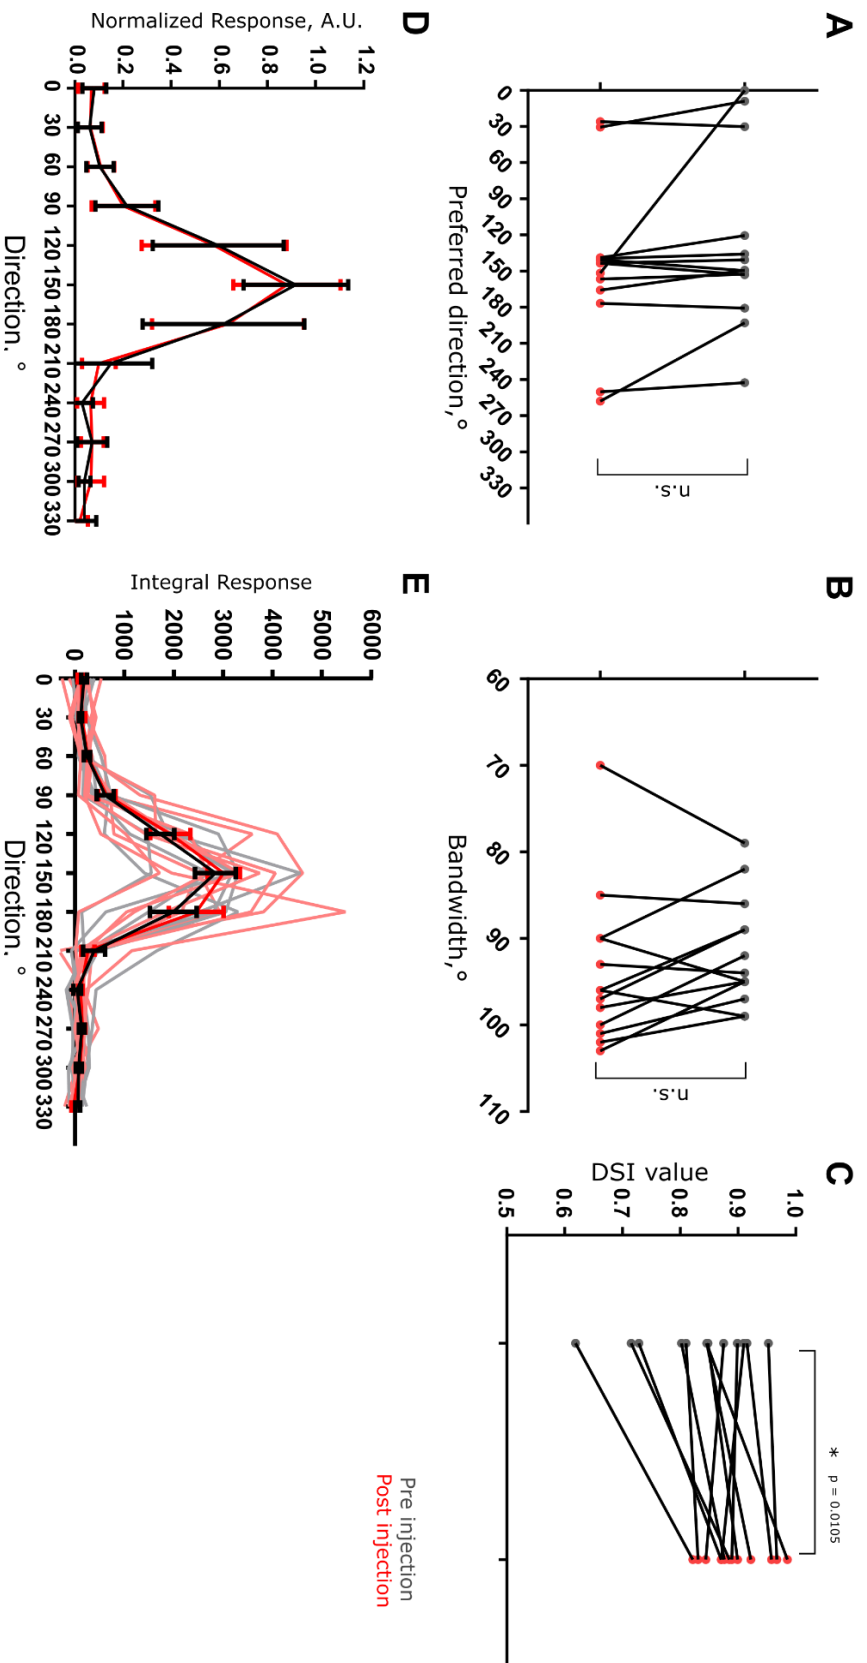 A
0
30
60
90
120
150
180
210
240
270
300
330
Preferred direction,°
n.s.
B
60
70
80
90
100
110
Bandwidth,°
n.s.
C
DSI value
1.0
0.9
0.8
0.7
0.6
0.5
* p = 0.0105
D
Normalized Response, A.U.
1.2
1.0
0.8
0.6
0.4
0.2
0.0
0 30 60 90 120 150 180 210 240 270 300 330
Direction. °
E
Integral Response
6000
5000
4000
3000
2000
1000
0
0 30 60 90 120 150 180 210 240 270 300 330
Direction. °
Pre injection
Post injection